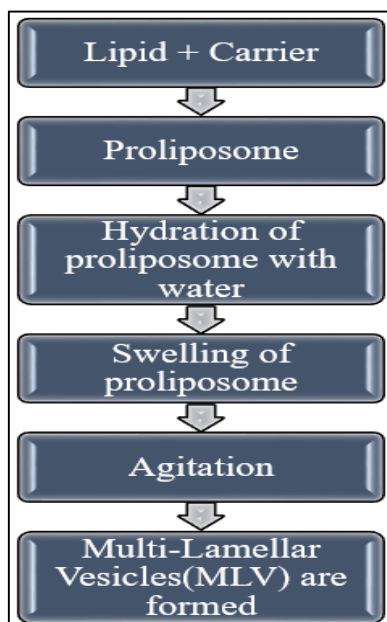 Lipid + Carrier
Proliposome
Hydration of
proliposome with
water
Swelling of
proliposome
Agitation
Multi-Lamellar
Vesicles(MLV) are
formed